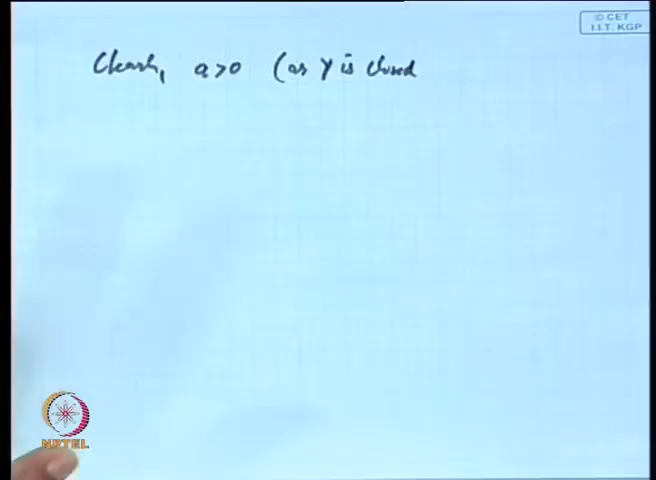 © CET
I.I.T. KGP
Clearly, a > 0 (as Y is closed
NPTEL